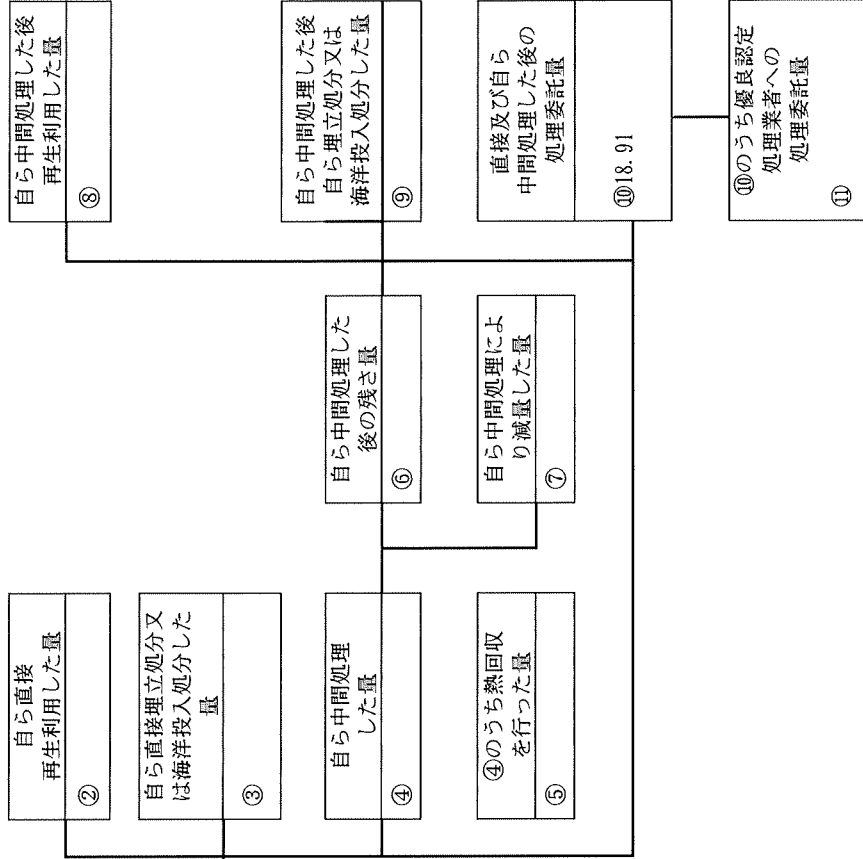 自ら直接
再生利用した量
②
自ら直接埋立処分又
は海洋投入処分した
量
③
自ら中間処理
した量
④
④のうち熱回収
を行った量
⑤
自ら中間処理した
後の残さ量
⑥
自ら中間処理によ
り減量した量
⑦
自ら中間処理した後
再生利用した量
⑧
自ら中間処理した後
自ら埋立処分又は
海洋投入処分した量
⑨
直接及び自ら
中間処理した後の
処理委託量
⑩18.91
⑩のうち優良認定
処理業者への
処理委託量
⑪